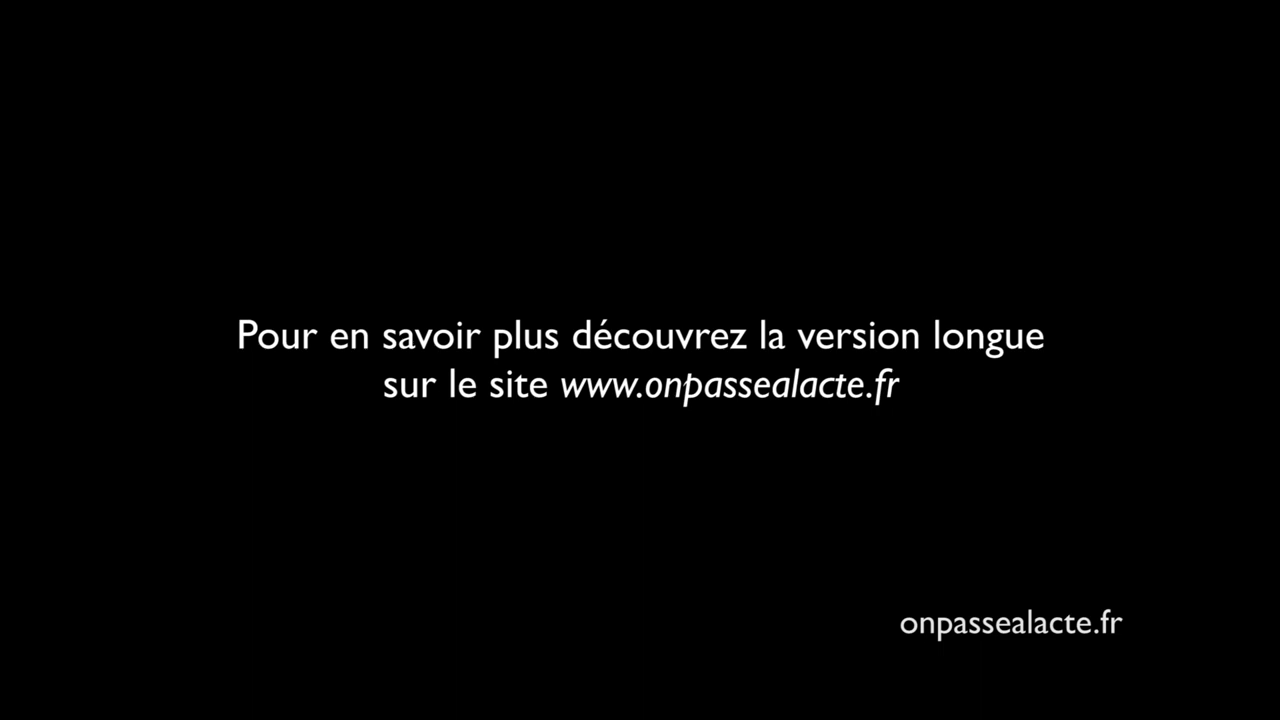 Pour en savoir plus découvrez la version longue
sur le site www.onpassealacte.fr
onpassealacte.fr